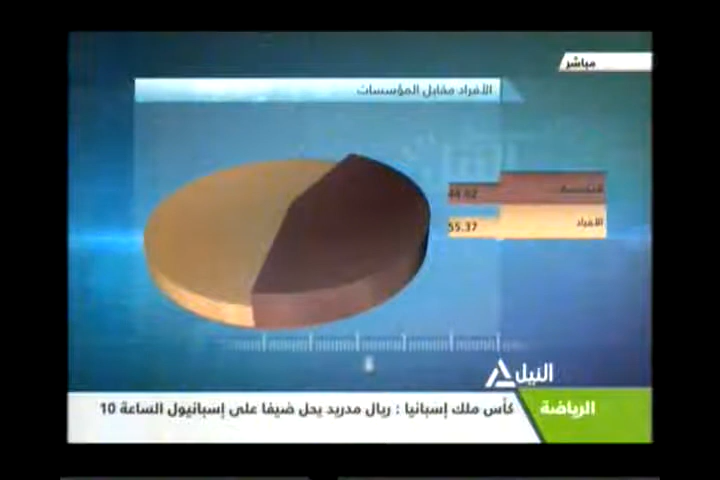 مباشر
الأفراد مقابل المؤسسات
44.62
الأفراد
55.37
النيل
الرياضة
كأس ملك إسبانيا : ريال مدريد يحل ضيفا على إسبانيول الساعة 10